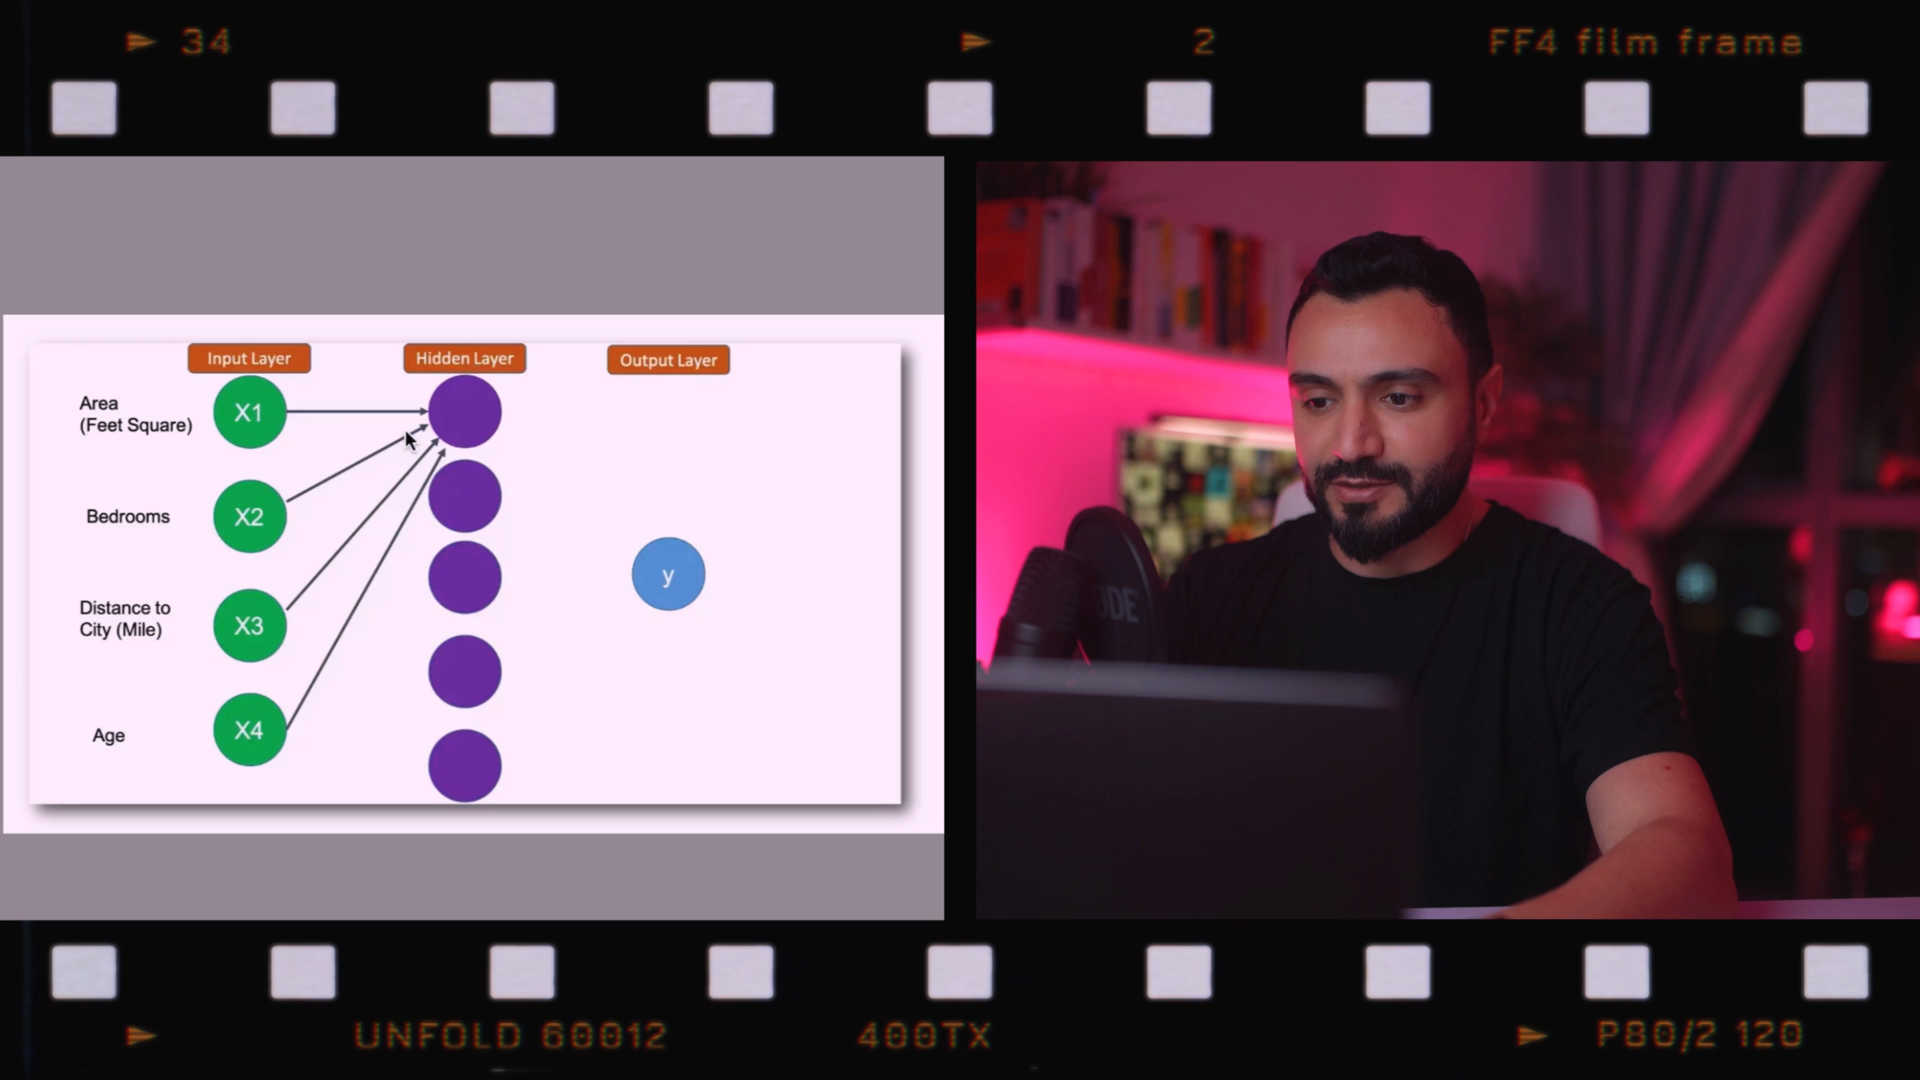 34
2
FF4 film frame
Input Layer
Hidden Layer
Output Layer
Area
(Feet Square)
X1
Bedrooms
X2
y
Distance to
City (Mile)
X3
Age
X4
UNFOLD 60012
400TX
P80/2 120